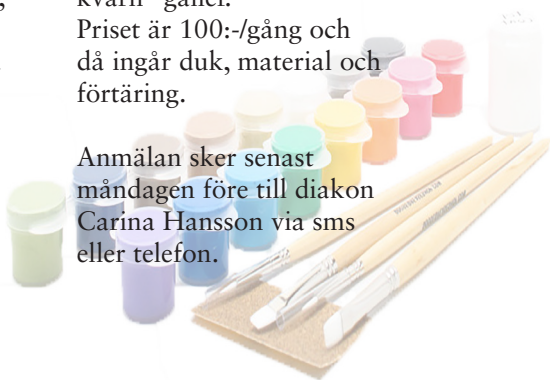 Priset är 100:-/gång och
då ingår duk, material och
förtäring.
Anmälan sker senast
måndagen före till diakon
Carina Hansson via sms
eller telefon.